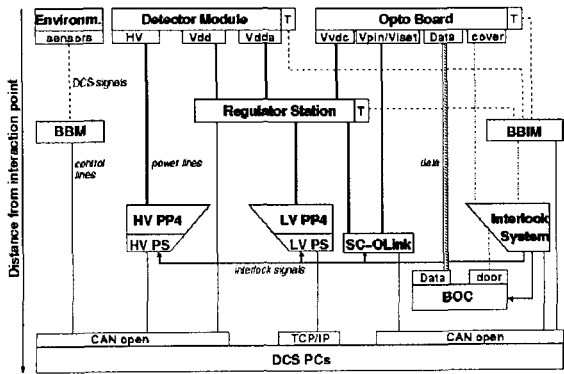 Environm.
Detector Module
T
Opto Board
T
sensors
HV
Vdd
Vdda
Vvdc
Vpin/Viset
Data
cover
DCS signals
Regulator Station
T
BBM
BBIM
control
lines
power lines
data
HV PP4
HV PS
LV PP4
LV PS
SC-OLink
Interlock
System
interlock signals
Data
door
BOC
CAN open
TCP/IP
CAN open
DCS PCs
Distance from interaction point